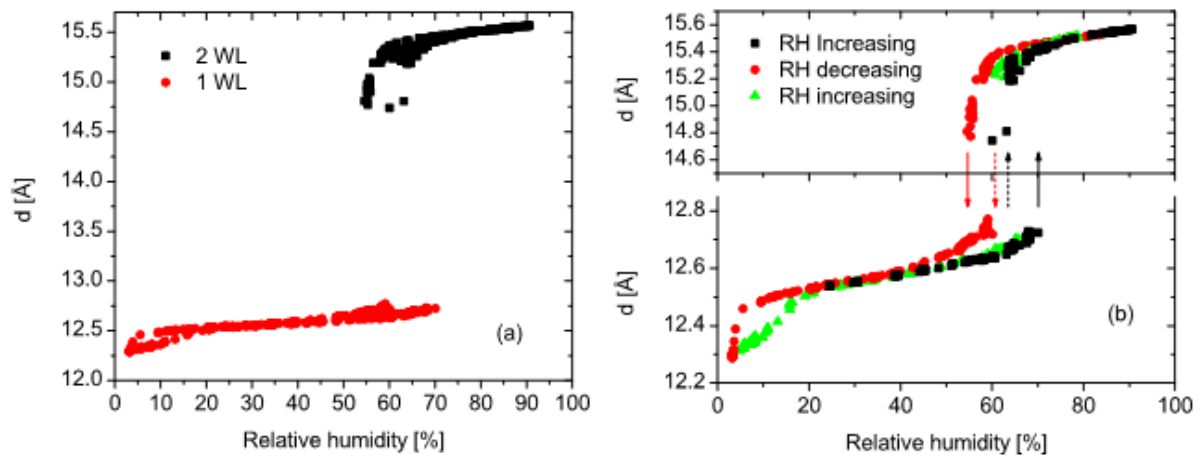 15.5
15.0
14.5
14.0
13.5
13.0
12.5
12.0
d [Å]
2 WL
1 WL
(a)
0 10 20 30 40 50 60 70 80 90 100
Relative humidity [%]
15.6
15.4
15.2
15.0
14.8
14.6
d [Å]
RH Increasing
RH decreasing
RH increasing
12.8
12.6
12.4
12.2
d [Å]
(b)
0 20 40 60 80 100
Relative humidity [%]